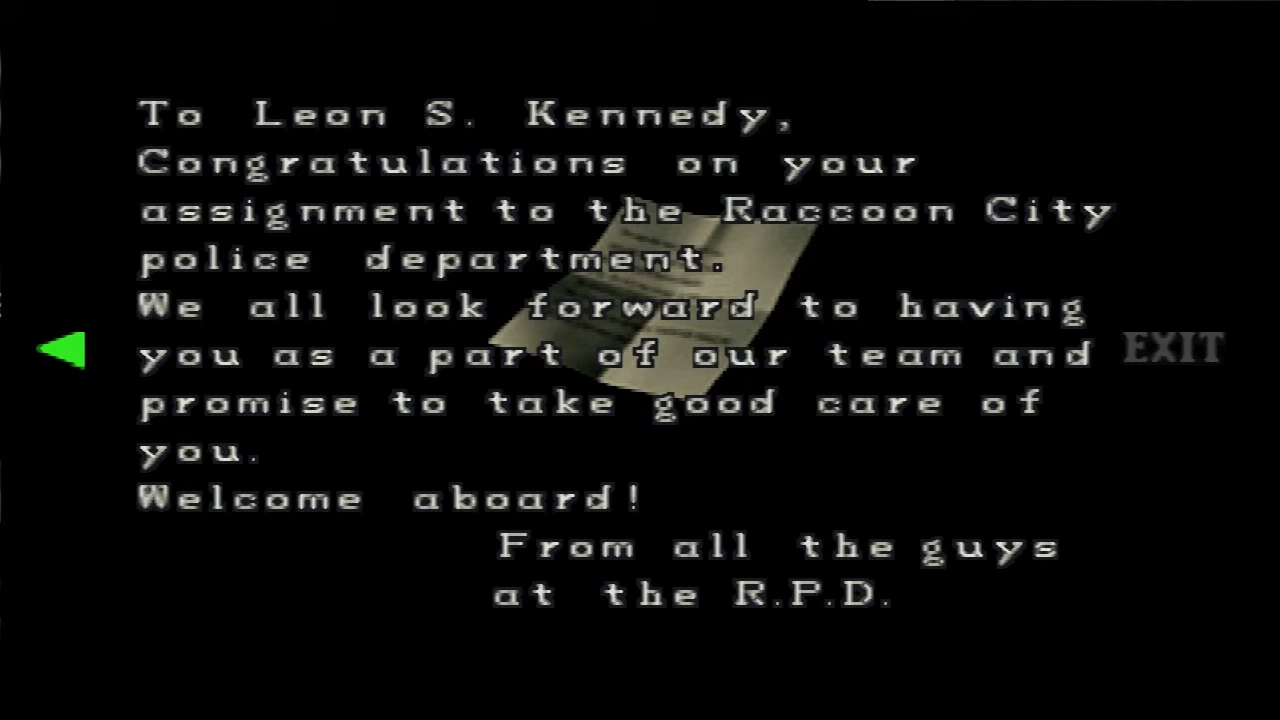 To Leon S. Kennedy,
Congratulations on your
assignment to the Raccoon City
police department.
We all look forward to having
you as a part of our team and
promise to take good care of
you.
Welcome aboard!
From all the guys
at the R.P.D.
EXIT